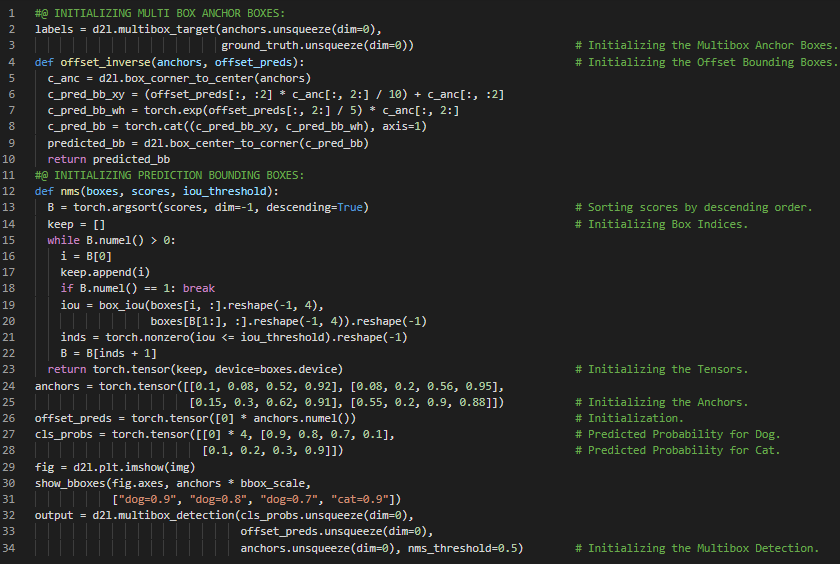 1 #@ INITIALIZING MULTI BOX ANCHOR BOXES:
2 labels = d2l.multibox_target(anchors.unsqueeze(dim=0),
3 ground_truth.unsqueeze(dim=0)) # Initializing the Multibox Anchor Boxes.
4 def offset_inverse(anchors, offset_preds): # Initializing the Offset Bounding Boxes.
5 c_anc = d2l.box_corner_to_center(anchors)
6 c_pred_bb_xy = (offset_preds[:, :2] * c_anc[:, 2:] / 10) + c_anc[:, :2]
7 c_pred_bb_wh = torch.exp(offset_preds[:, 2:] / 5) * c_anc[:, 2:]
8 c_pred_bb = torch.cat((c_pred_bb_xy, c_pred_bb_wh), axis=1)
9 predicted_bb = d2l.box_center_to_corner(c_pred_bb)
10 return predicted_bb
11 #@ INITIALIZING PREDICTION BOUNDING BOXES:
12 def nms(boxes, scores, iou_threshold):
13 B = torch.argsort(scores, dim=-1, descending=True) # Sorting scores by descending order.
14 keep = [] # Initializing Box Indices.
15 while B.numel() > 0:
16 i = B[0]
17 keep.append(i)
18 if B.numel() == 1: break
19 iou = box_iou(boxes[i, :].reshape(-1, 4),
20 boxes[B[1:], :].reshape(-1, 4)).reshape(-1)
21 inds = torch.nonzero(iou <= iou_threshold).reshape(-1)
22 B = B[inds + 1]
23 return torch.tensor(keep, device=boxes.device) # Initializing the Tensors.
24 anchors = torch.tensor([[0.1, 0.08, 0.52, 0.92], [0.08, 0.2, 0.56, 0.95],
25 [0.15, 0.3, 0.62, 0.91], [0.55, 0.2, 0.9, 0.88]]) # Initializing the Anchors.
26 offset_preds = torch.tensor([0] * anchors.numel()) # Initialization.
27 cls_probs = torch.tensor([[0] * 4, [0.9, 0.8, 0.7, 0.1], # Predicted Probability for Dog.
28 [0.1, 0.2, 0.3, 0.9]]) # Predicted Probability for Cat.
29 fig = d2l.plt.imshow(img)
30 show_bboxes(fig.axes, anchors * bbox_scale,
31 ["dog=0.9", "dog=0.8", "dog=0.7", "cat=0.9"])
32 output = d2l.multibox_detection(cls_probs.unsqueeze(dim=0),
33 offset_preds.unsqueeze(dim=0),
34 anchors.unsqueeze(dim=0), nms_threshold=0.5) # Initializing the Multibox Detection.